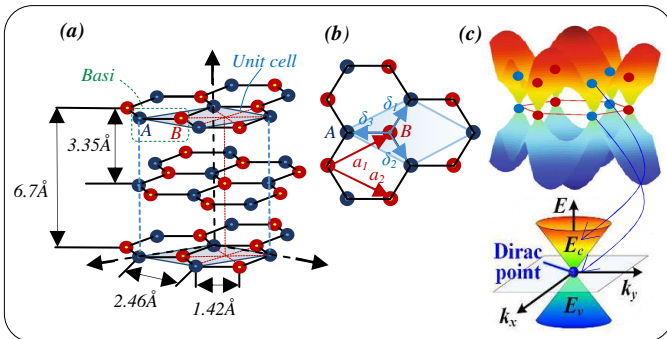 (a)
Basi
Unit cell
A
B
3.35Å
6.7Å
2.46Å
1.42Å
(b)
δ1
δ3
A
B
δ2
a1
a2
(c)
E
Ec
Dirac
point
Ev
kx
ky